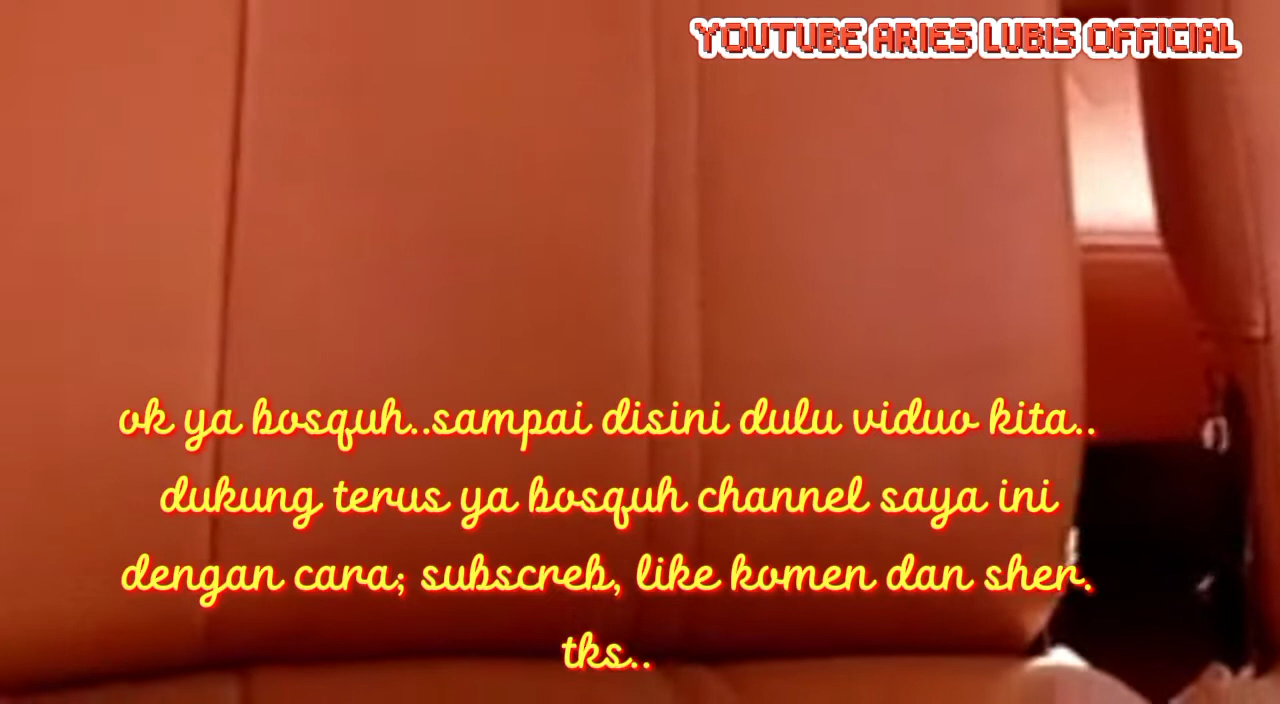 YOUTUBE ARIES LUBIS OFFICIAL
ok ya bosquh..sampai disini dulu viduo kita..
dukung terus ya bosquh channel saya ini
dengan cara; subscreb, like komen dan sher.
tks..